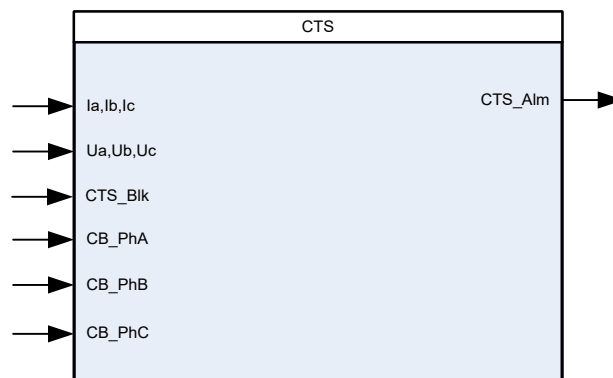 CTS
Ia,Ib,Ic
CTS_Alm
Ua,Ub,Uc
CTS_Blk
CB_PhA
CB_PhB
CB_PhC